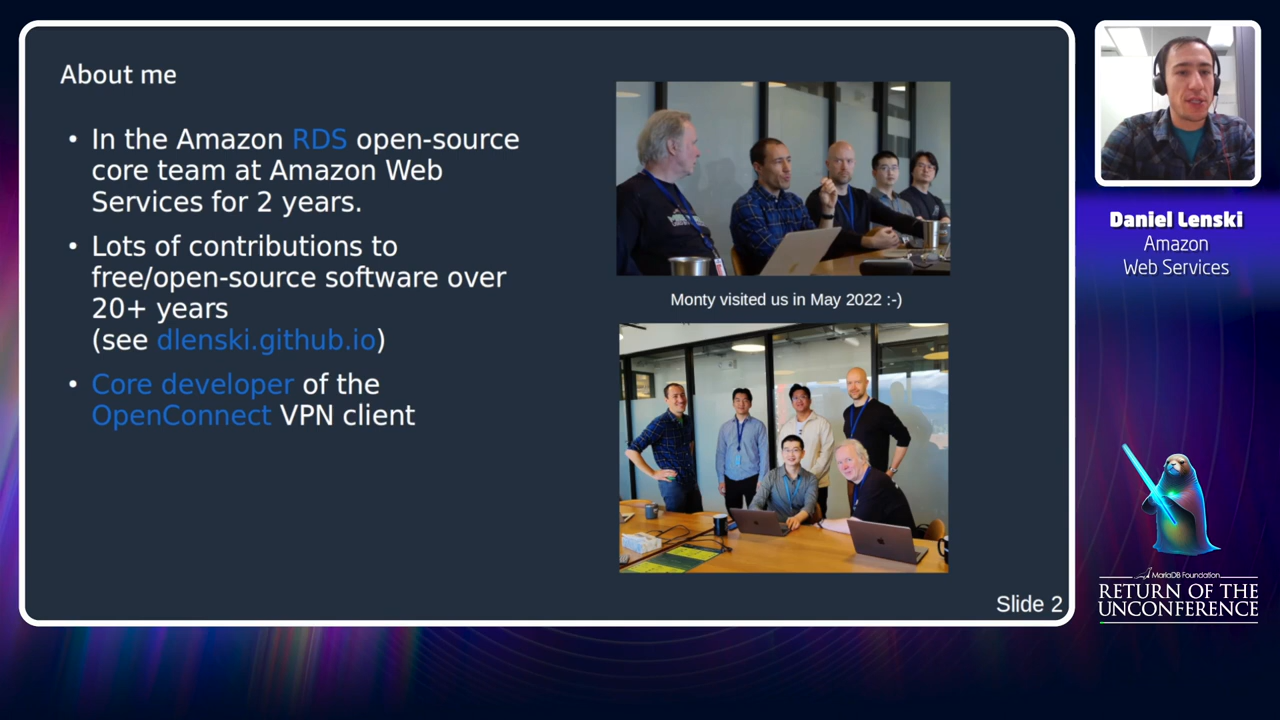 About me
• In the Amazon RDS open-source
core team at Amazon Web
Services for 2 years.
• Lots of contributions to
free/open-source software over
20+ years
(see dlenski.github.io)
• Core developer of the
OpenConnect VPN client
Monty visited us in May 2022 :-)
Slide 2
Daniel Lenski
Amazon
Web Services
MariaDB Foundation
RETURN OF THE
UNCONFERENCE